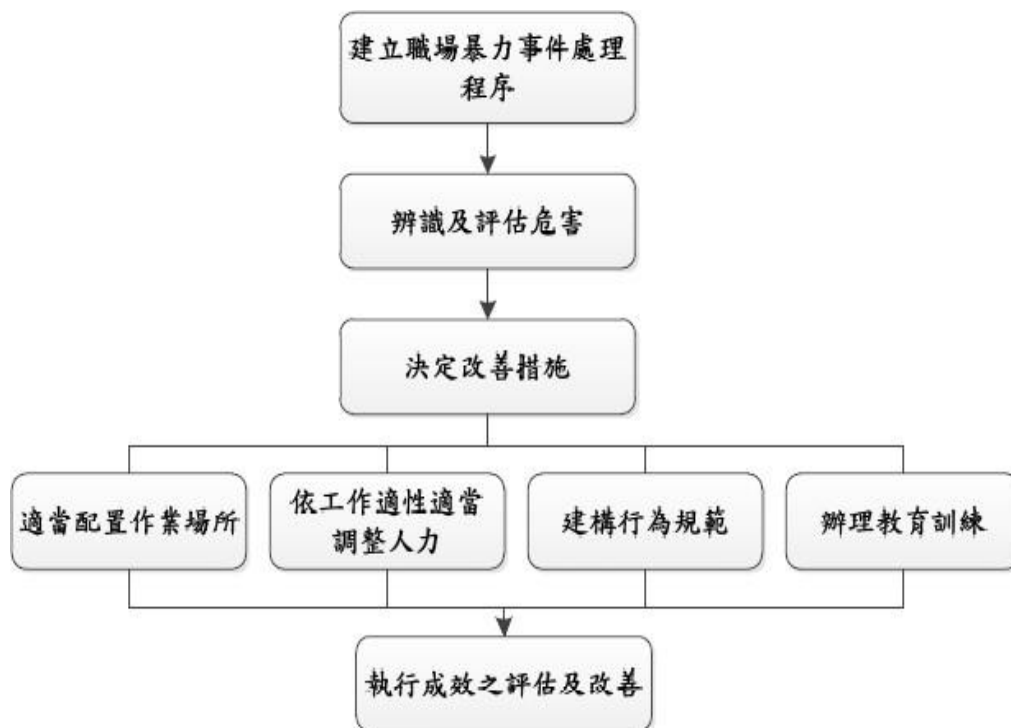 建立職場暴力事件處理
程序
辨識及評估危害
決定改善措施
適當配置作業場所
依工作適性適當
調整人力
建構行為規範
辦理教育訓練
執行成效之評估及改善